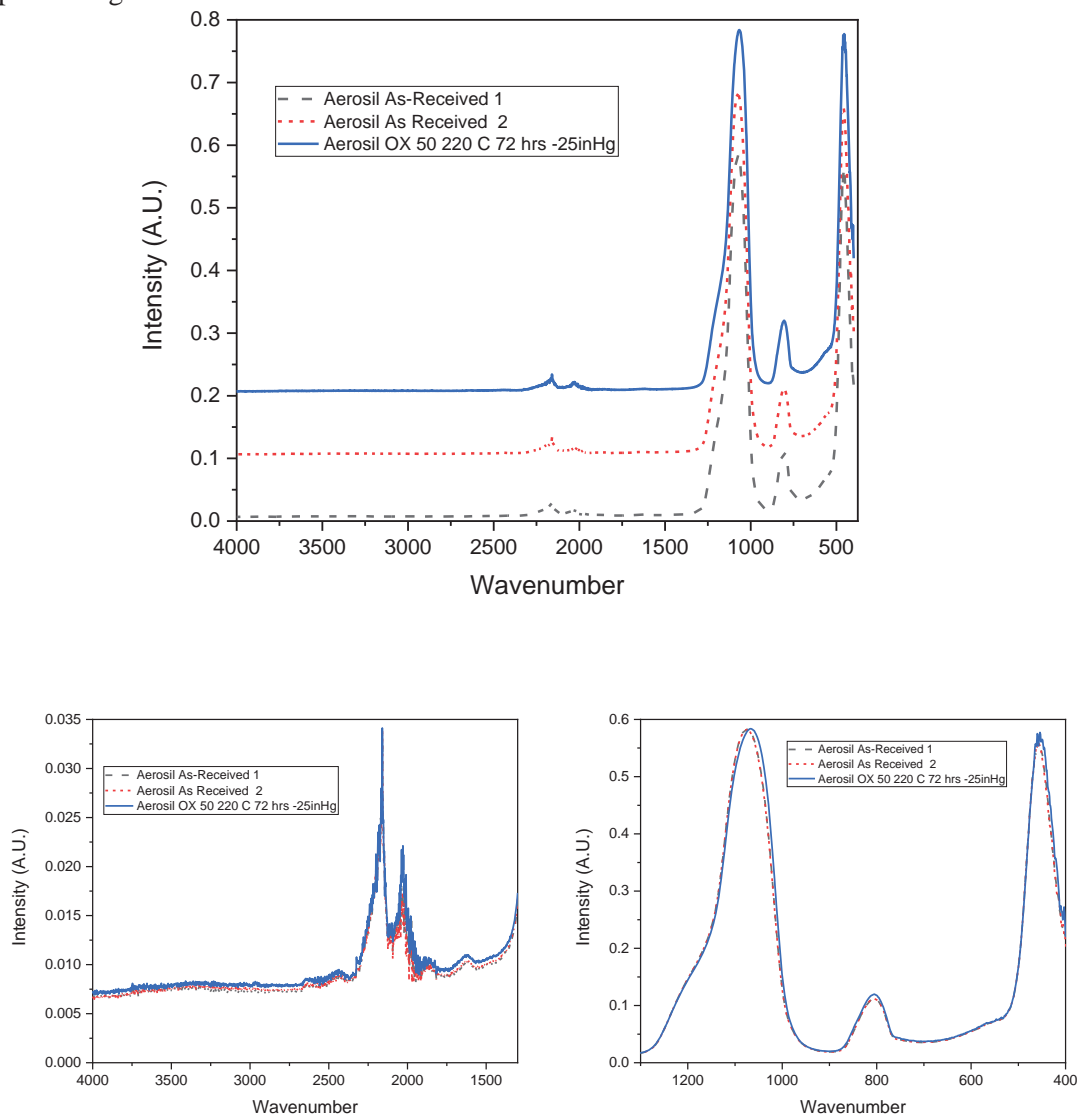 0.8
0.7
0.6
0.5
0.4
0.3
0.2
0.1
0.0
Intensity (A.U.)
Aerosil As-Received 1
Aerosil As Received 2
Aerosil OX 50 220 C 72 hrs -25inHg
4000 3500 3000 2500 2000 1500 1000 500
Wavenumber
0.035
0.030
0.025
0.020
0.015
0.010
0.005
0.000
Intensity (A.U.)
Aerosil As-Received 1
Aerosil As Received 2
Aerosil OX 50 220 C 72 hrs -25inHg
4000 3500 3000 2500 2000 1500
Wavenumber
0.6
0.5
0.4
0.3
0.2
0.1
0.0
Intensity (A.U.)
Aerosil As-Received 1
Aerosil As Received 2
Aerosil OX 50 220 C 72 hrs -25inHg
1200 1000 800 600 400
Wavenumber